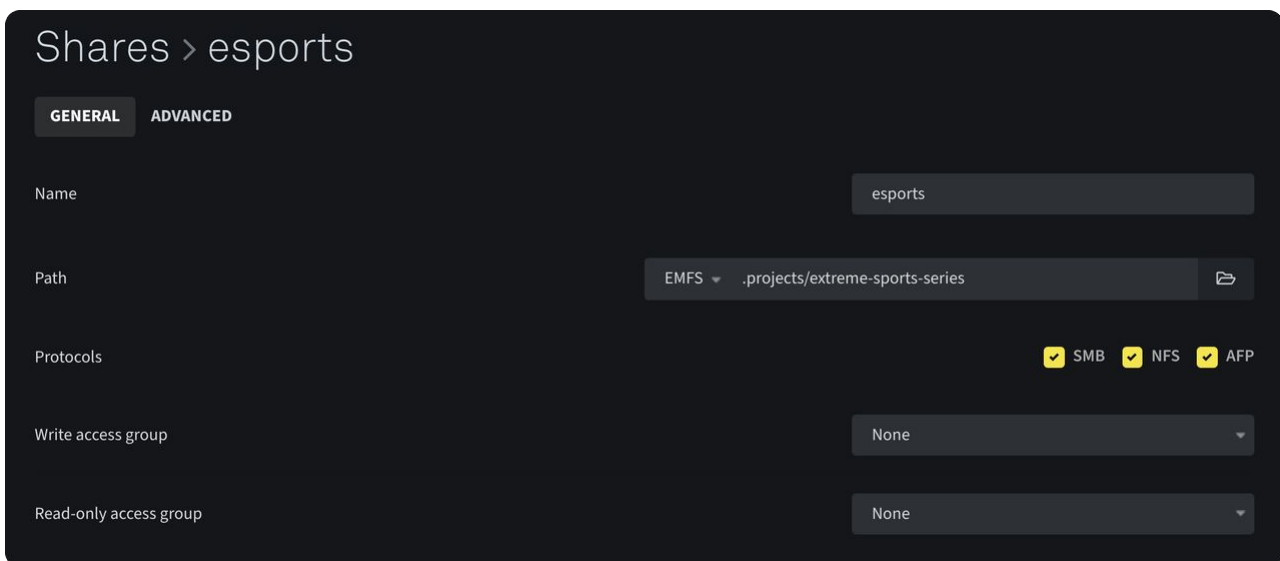 Shares > esports
GENERAL ADVANCED
Name esports
Path EMFS .projects/extreme-sports-series
Protocols SMB NFS AFP
Write access group None
Read-only access group None